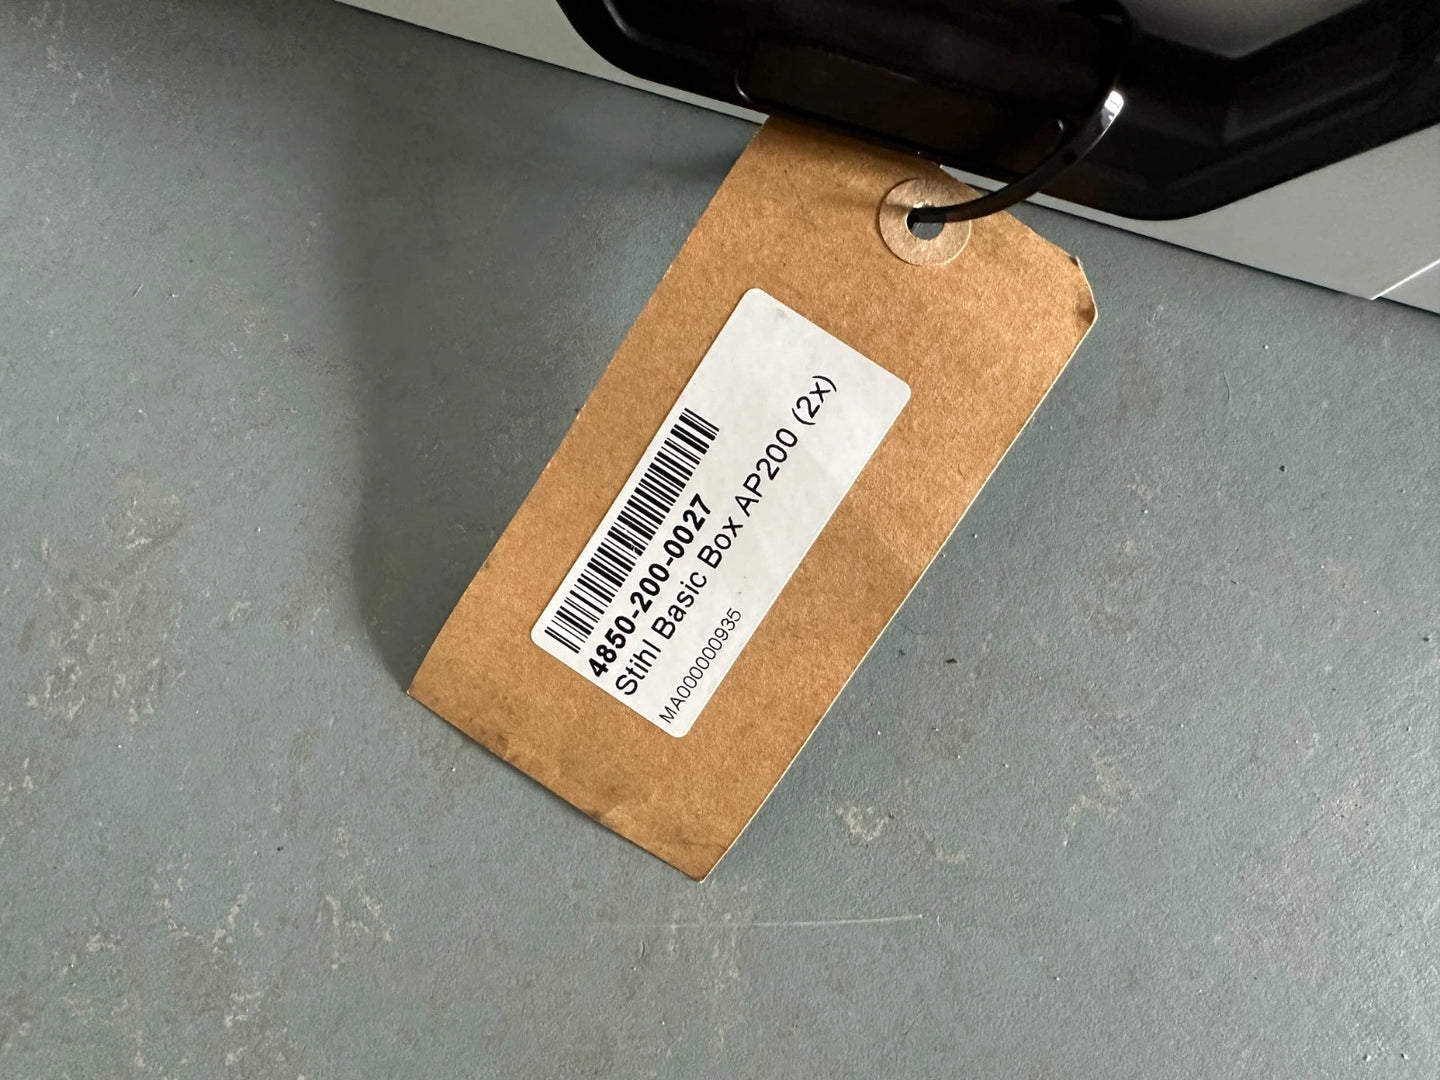 4850-200-0027
Stihl Basic Box AP200 (2x)
MA000000935